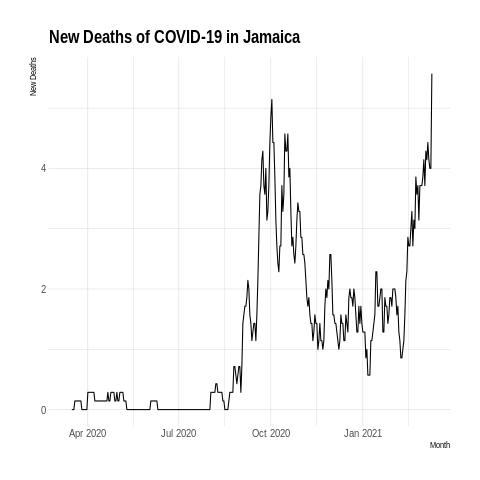 New Deaths of COVID-19 in Jamaica
New Deaths
4
2
0
Apr 2020
Jul 2020
Oct 2020
Jan 2021
Month